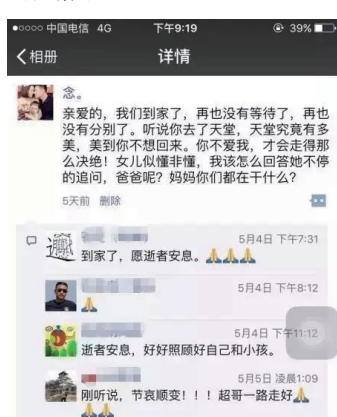 中国电信 4G 下午9:19 39%
相册 详情
念。
亲爱的，我们到家了，再也没有等待了，再也
没有分别了。听说你去了天堂，天堂究竟有多
美，美到你不想回来。你不爱我，才会走得那
么决绝！女儿似懂非懂，我该怎么回答她不停
的追问，爸爸呢？妈妈你们都在干什么？
5天前 删除
5月4日 下午7:31
到家了，愿逝者安息。🙏🙏🙏
5月4日 下午8:12
🙏
5月4日 下午11:12
逝者安息，好好照顾好自己和小孩。
5月5日 凌晨1:09
刚听说，节哀顺变！！！超哥一路走好🙏
🙏🙏